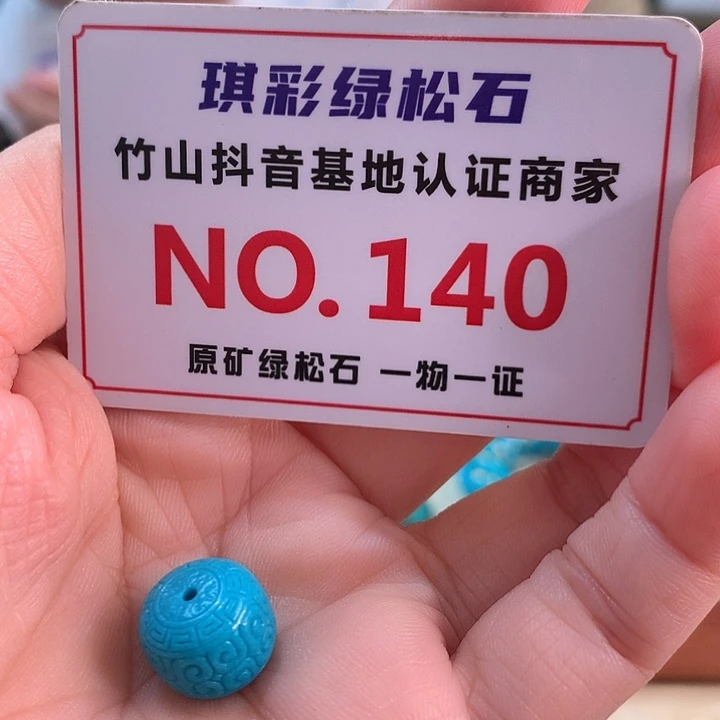 琪彩绿松石
竹山抖音基地认证商家
NO.140
原矿绿松石 一物一证